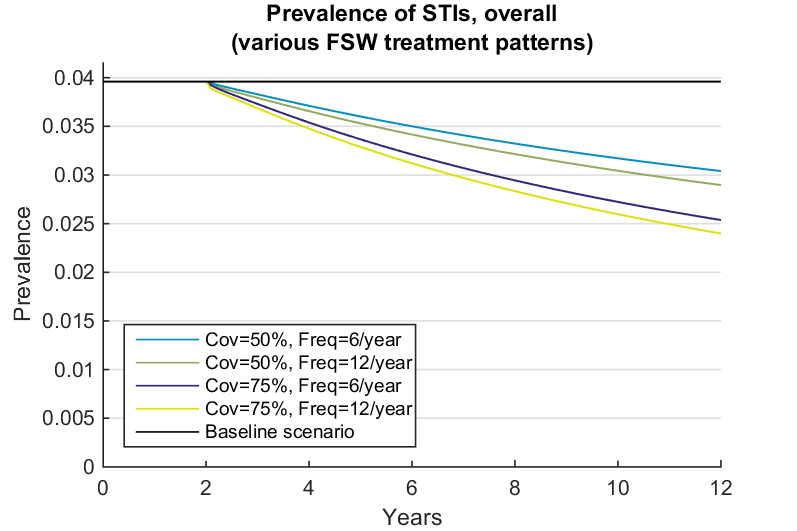 Prevalence of STIs, overall
(various FSW treatment patterns)
Prevalence
0.04
0.035
0.03
0.025
0.02
0.015
0.01
0.005
0
Cov=50%, Freq=6/year
Cov=50%, Freq=12/year
Cov=75%, Freq=6/year
Cov=75%, Freq=12/year
Baseline scenario
0 2 4 6 8 10 12
Years